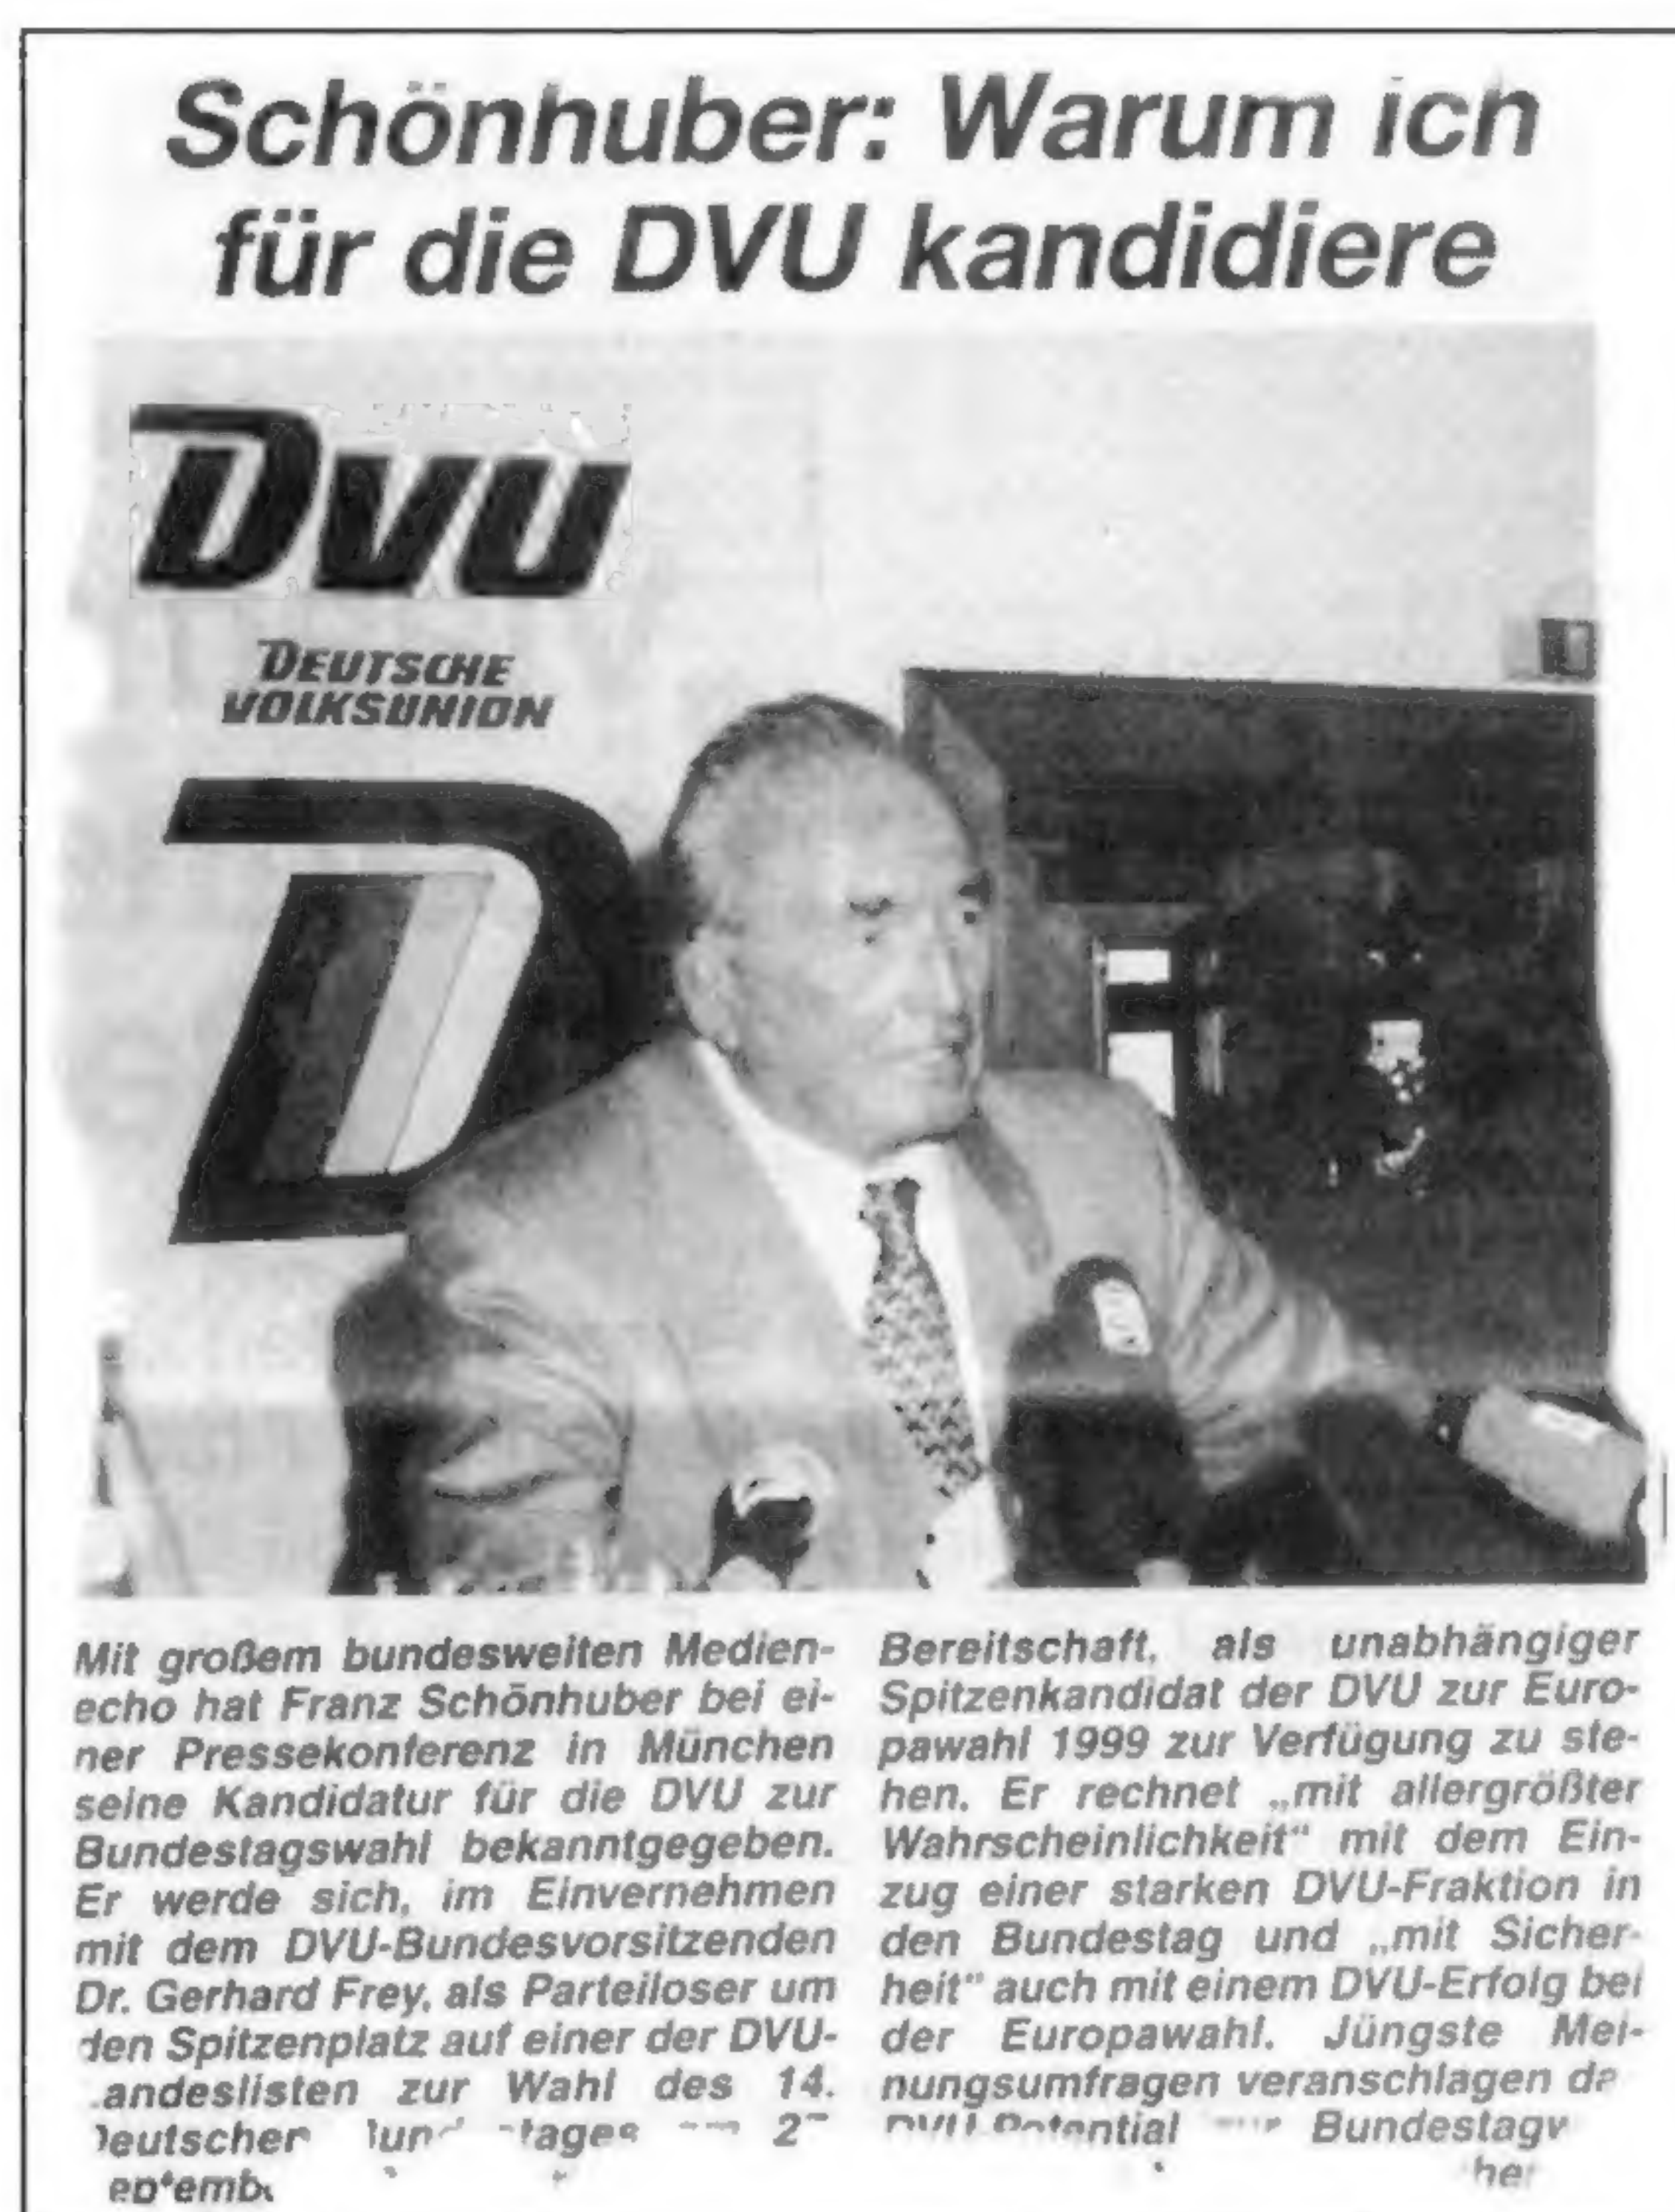 Schönhuber: Warum ich
für die DVU kandidiere
DVU
DEUTSCHE
VOLKSUNION
D
Mit großem bundesweiten Medien-
echo hat Franz Schönhuber bei ei-
ner Pressekonferenz in München
seine Kandidatur für die DVU zur
Bundestagswahl bekanntgegeben.
Er werde sich, im Einvernehmen
mit dem DVU-Bundesvorsitzenden
Dr. Gerhard Frey, als Parteiloser um
den Spitzenplatz auf einer der DVU-
andeslisten zur Wahl des 14.
eutschen
Bereitschaft, als unabhängiger
Spitzenkandidat der DVU zur Euro-
pawahl 1999 zur Verfügung zu ste-
hen. Er rechnet „mit allergrößter
Wahrscheinlichkeit“ mit dem Ein-
zug einer starken DVU-Fraktion in
den Bundestag und „mit Sicher-
heit“ auch mit einem DVU-Erfolg bei
der Europawahl. Jüngste Mei-
nungsumfragen veranschlagen
DVU-Potential Bundestagw